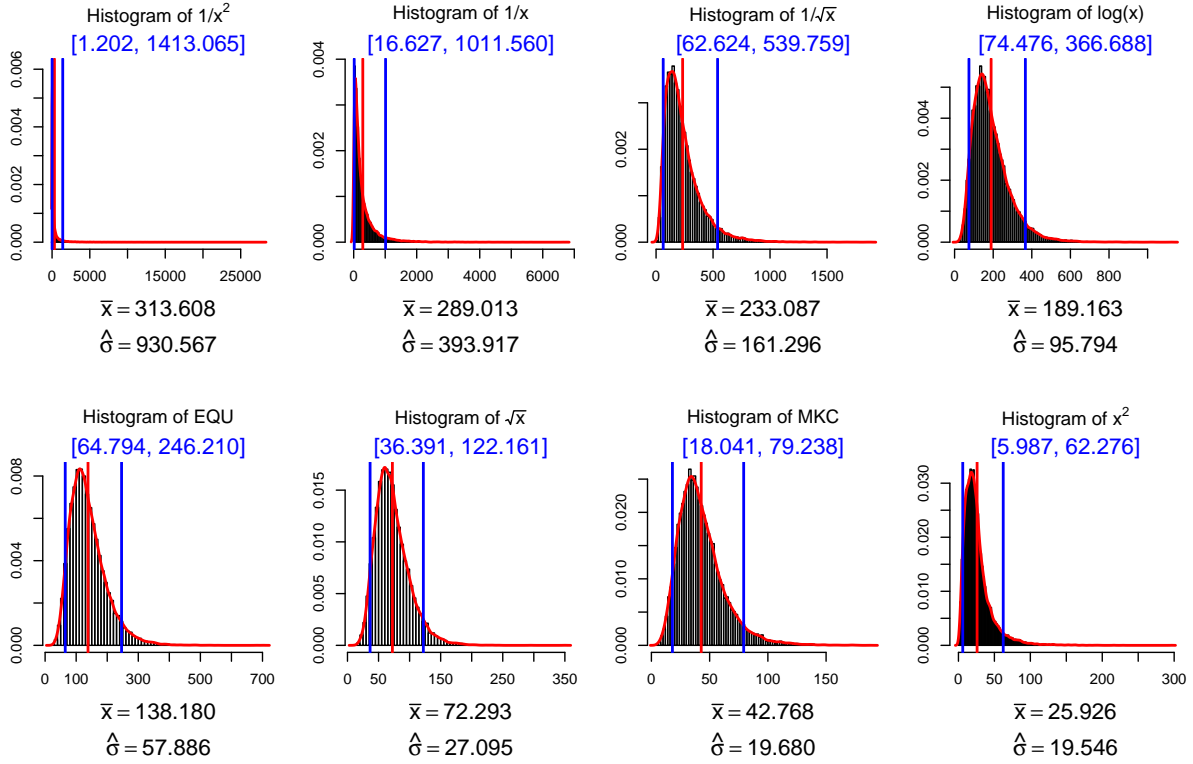 Histogram of 1/x²
[1.202, 1413.065]
0.000
0.002
0.004
0.006
0 5000 15000 25000
x̄ = 313.608
σ̂ = 930.567
Histogram of 1/x
[16.627, 1011.560]
0.000
0.002
0.004
0 2000 4000 6000
x̄ = 289.013
σ̂ = 393.917
Histogram of 1/√x
[62.624, 539.759]
0.000
0.002
0 500 1000 1500
x̄ = 233.087
σ̂ = 161.296
Histogram of log(x)
[74.476, 366.688]
0.000
0.002
0.004
0 200 400 600 800
x̄ = 189.163
σ̂ = 95.794
Histogram of EQU
[64.794, 246.210]
0.000
0.004
0.008
0 100 300 500 700
x̄ = 138.180
σ̂ = 57.886
Histogram of √x
[36.391, 122.161]
0.000
0.005
0.010
0.015
0 50 150 250 350
x̄ = 72.293
σ̂ = 27.095
Histogram of MKC
[18.041, 79.238]
0.000
0.010
0.020
0 50 100 150
x̄ = 42.768
σ̂ = 19.680
Histogram of x²
[5.987, 62.276]
0.000
0.010
0.020
0.030
0 50 100 200 300
x̄ = 25.926
σ̂ = 19.546